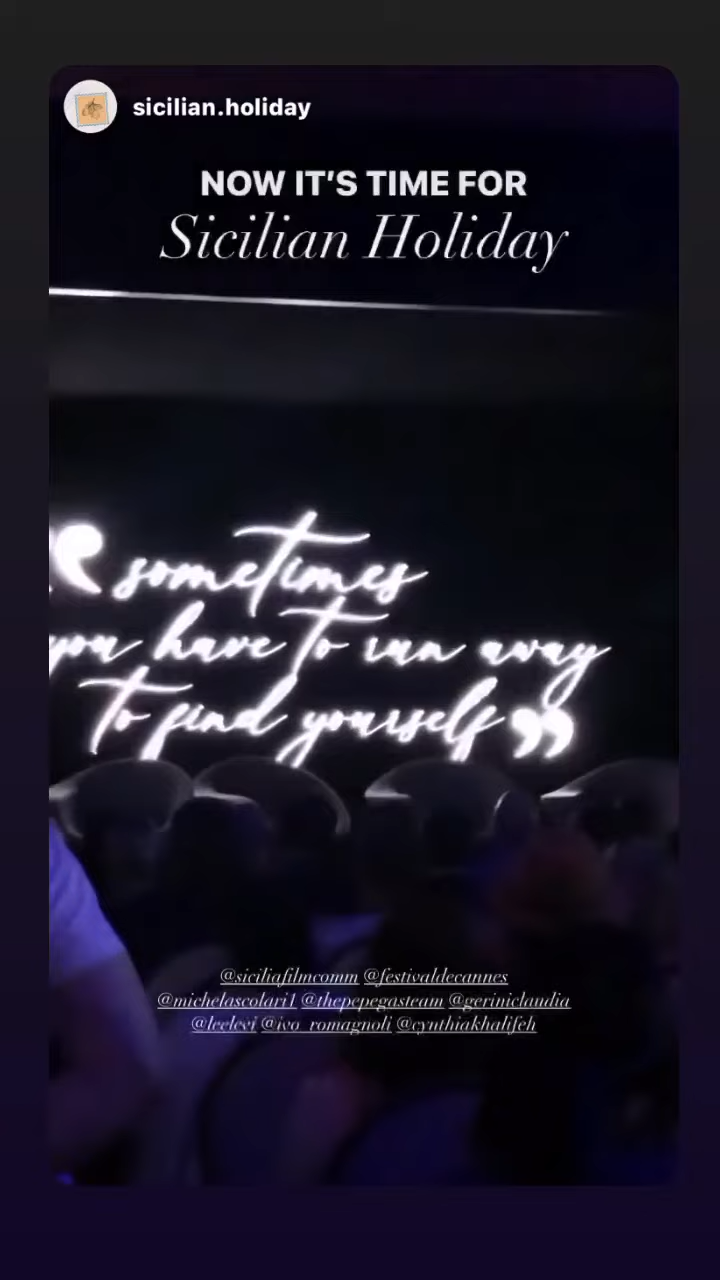 sicilian.holiday
NOW IT'S TIME FOR
Sicilian Holiday
“ sometimes
you have to run away
to find yourself ”
@siciliafilmcomm @festivaldecannes
@michelascolari1 @thepepegasteam @geriniclaudia
@leelevi @ivo_romagnoli @cynthiakhalifeh